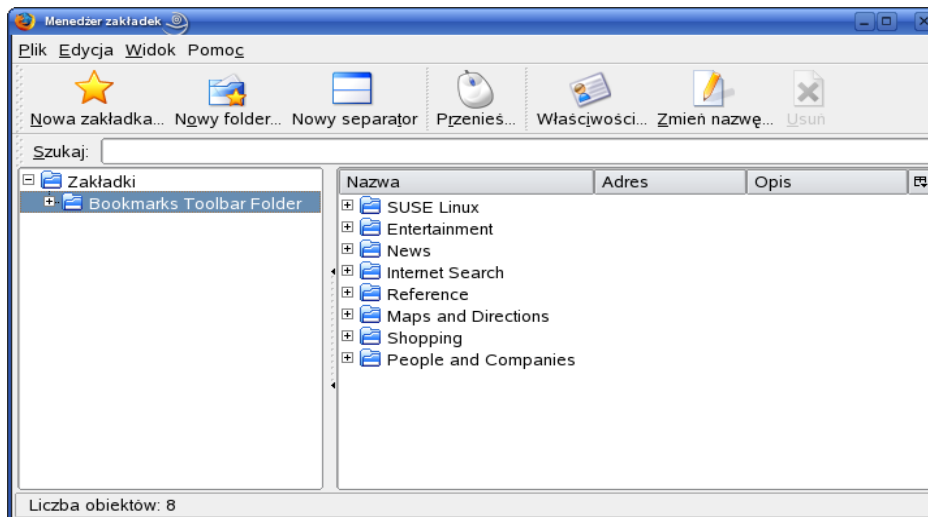 Menedżer zakładek
Plik Edycja Widok Pomoc
Nowa zakładka... Nowy folder... Nowy separator Przenieś... Właściwości... Zmień nazwę... Usuń
Szukaj:
Zakładki
Bookmarks Toolbar Folder
Nazwa Adres Opis
SUSE Linux
Entertainment
News
Internet Search
Reference
Maps and Directions
Shopping
People and Companies
Liczba obiektów: 8